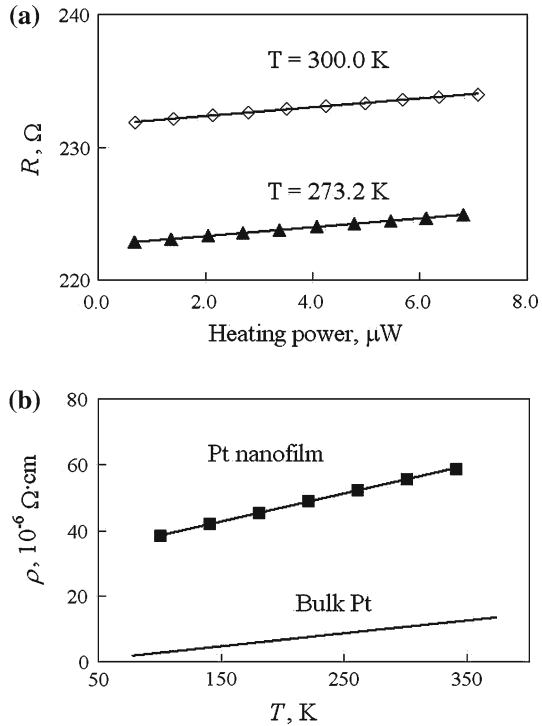 (a)
240
T = 300.0 K
230
R, Ω
T = 273.2 K
220
0.0 2.0 4.0 6.0 8.0
Heating power, μW
(b)
80
Pt nanofilm
60
ρ, 10⁻⁶ Ω·cm
40
20
Bulk Pt
0
50 150 250 350
T, K